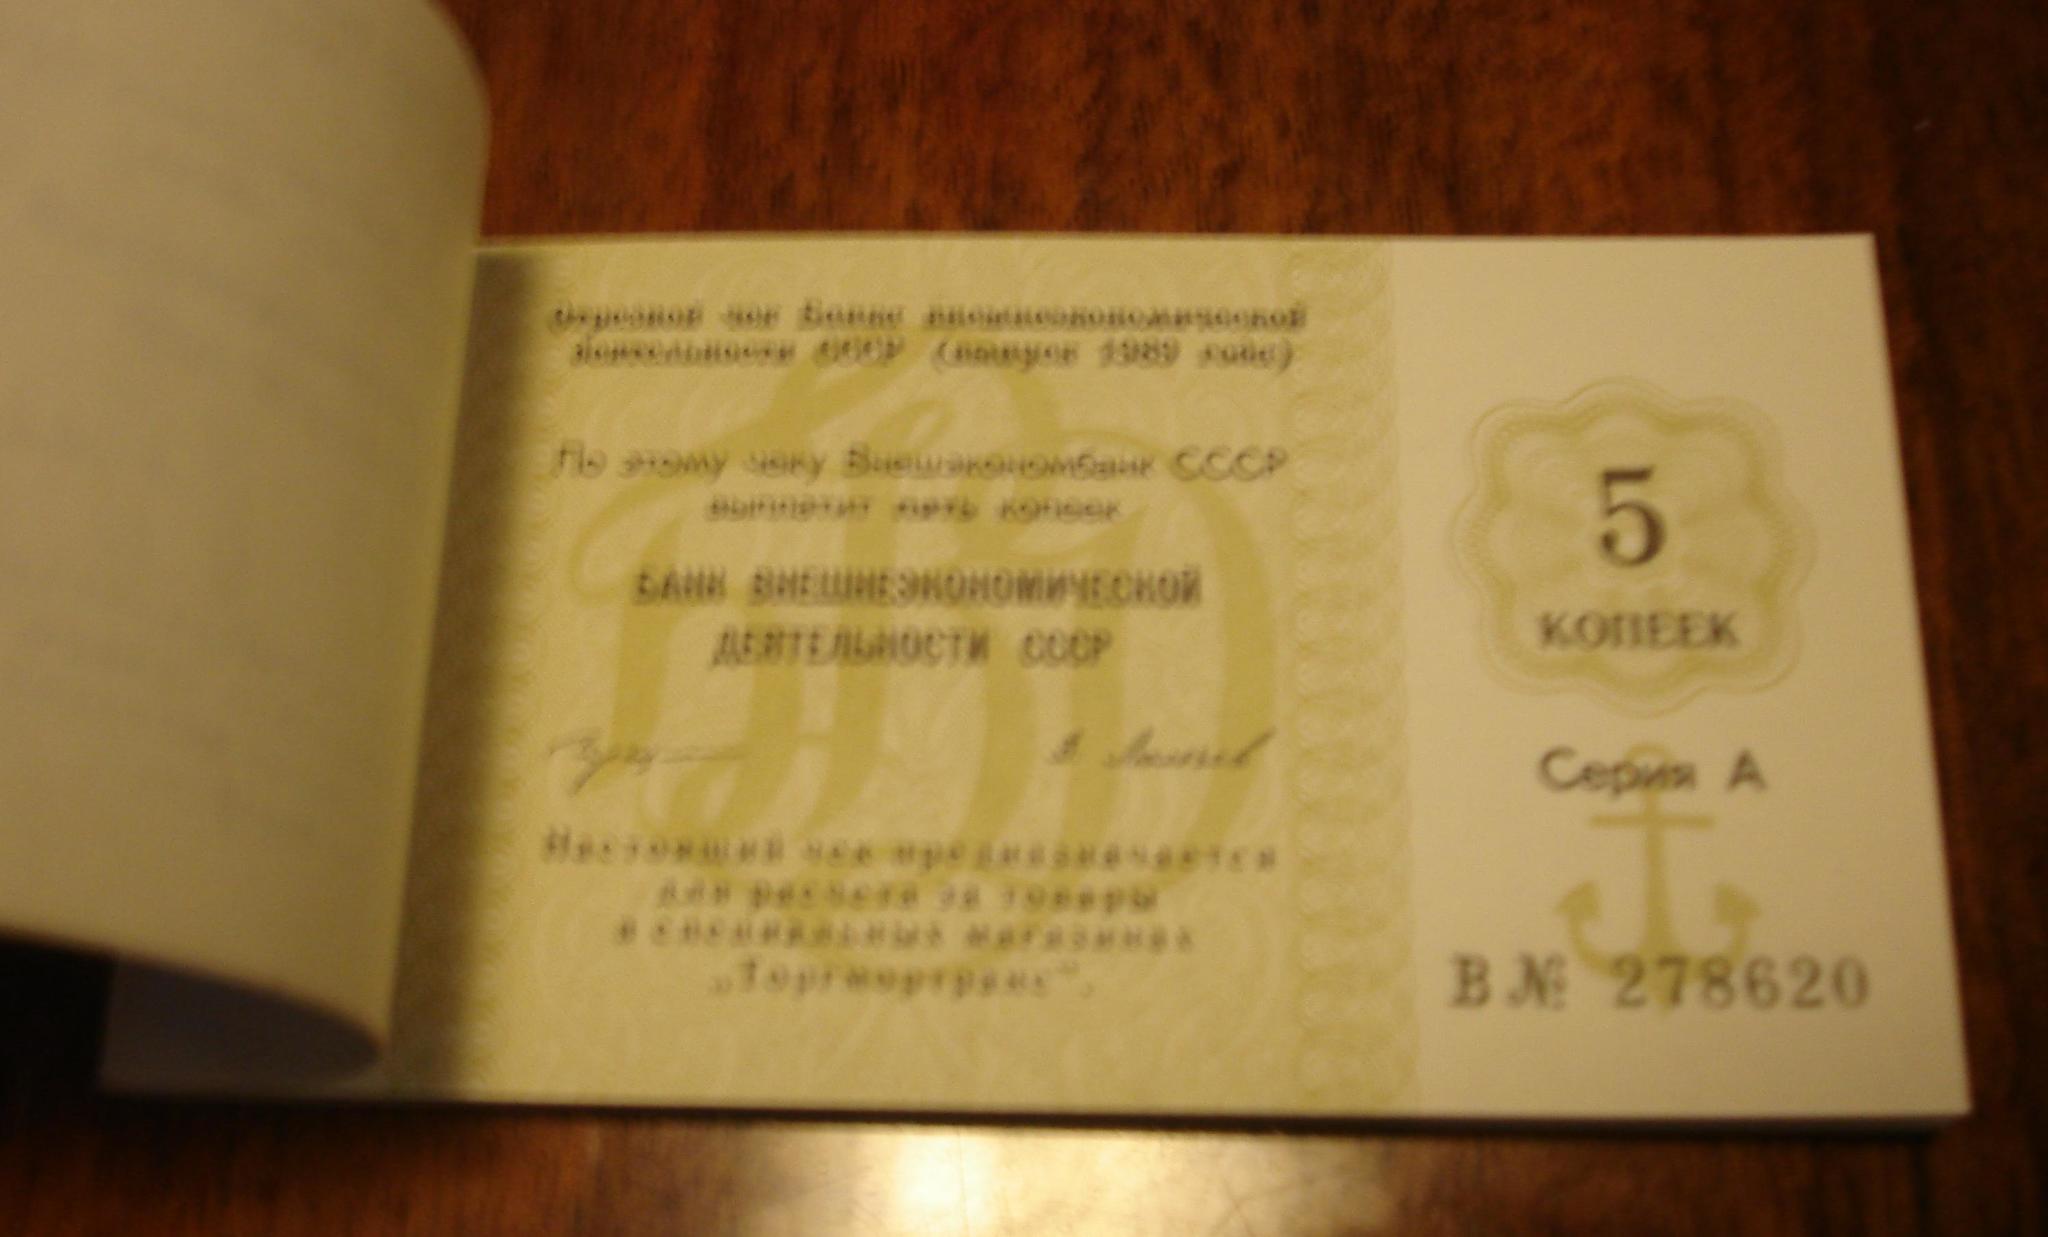 Отрезной чек Банка внешнеэкономической
деятельности СССР (выпуск 1989 года)
По этому чеку Внешэкономбанк СССР
выплатит пять копеек
БАНК ВНЕШНЕЭКОНОМИЧЕСКОЙ
ДЕЯТЕЛЬНОСТИ СССР
Настоящий чек предназначается
для расчета за товары
в специальных магазинах
„Торгмортранс".
5
КОПЕЕК
Серия А
В № 278620